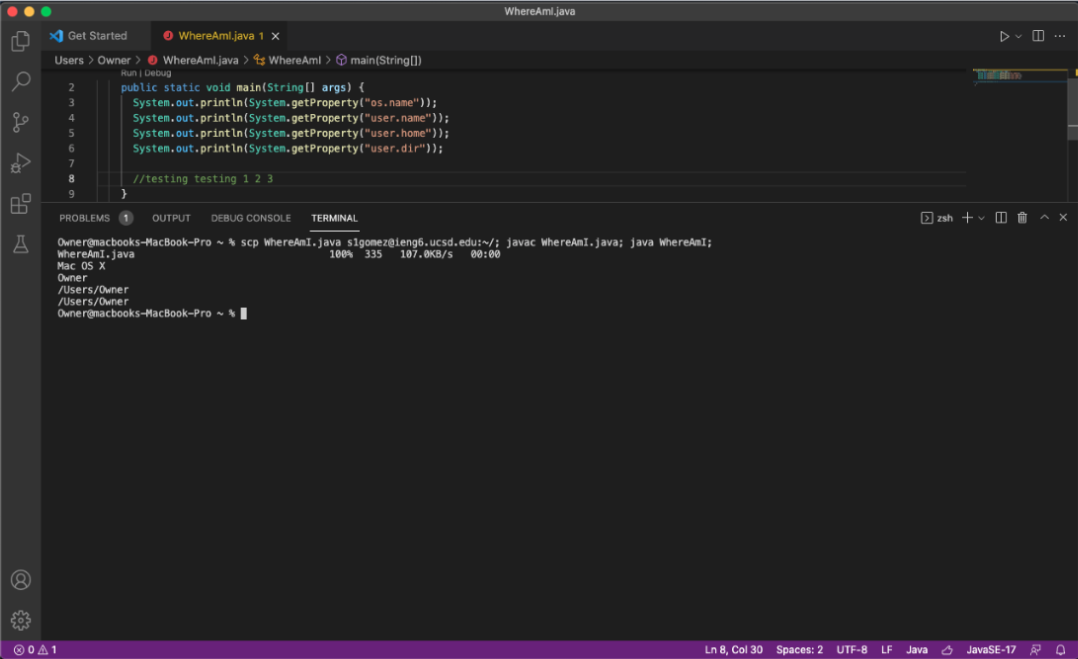 WhereAmI.java
Get Started
WhereAmI.java 1
Users > Owner > WhereAmI.java > WhereAmI > main(String[])
Run | Debug
2 public static void main(String[] args) {
3 System.out.println(System.getProperty("os.name"));
4 System.out.println(System.getProperty("user.name"));
5 System.out.println(System.getProperty("user.home"));
6 System.out.println(System.getProperty("user.dir"));
7
8 //testing testing 1 2 3
9 }
PROBLEMS 1 OUTPUT DEBUG CONSOLE TERMINAL zsh
Owner@macbooks-MacBook-Pro ~ % scp WhereAmI.java s1gomez@ieng6.ucsd.edu:~/; javac WhereAmI.java; java WhereAmI;
WhereAmI.java 100% 335 107.0KB/s 00:00
Mac OS X
Owner
/Users/Owner
/Users/Owner
Owner@macbooks-MacBook-Pro ~ %
0 1 Ln 8, Col 30 Spaces: 2 UTF-8 LF Java JavaSE-17